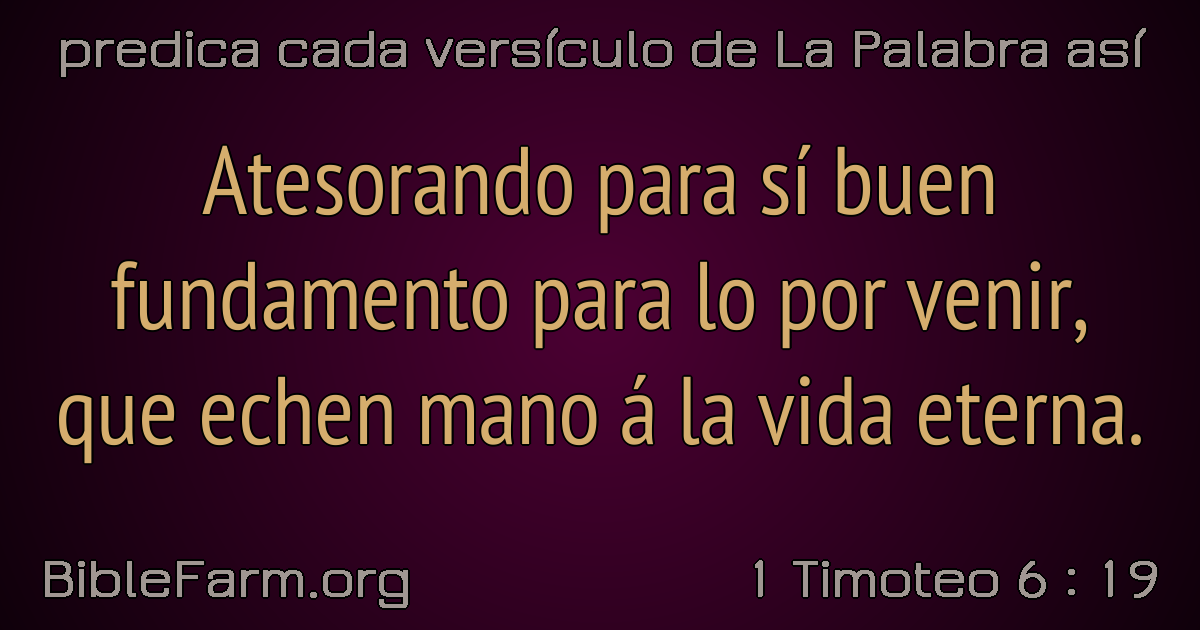 predica cada versículo de La Palabra así
Atesorando para sí buen
fundamento para lo por venir,
que echen mano á la vida eterna.
BibleFarm.org
1 Timoteo 6 : 19